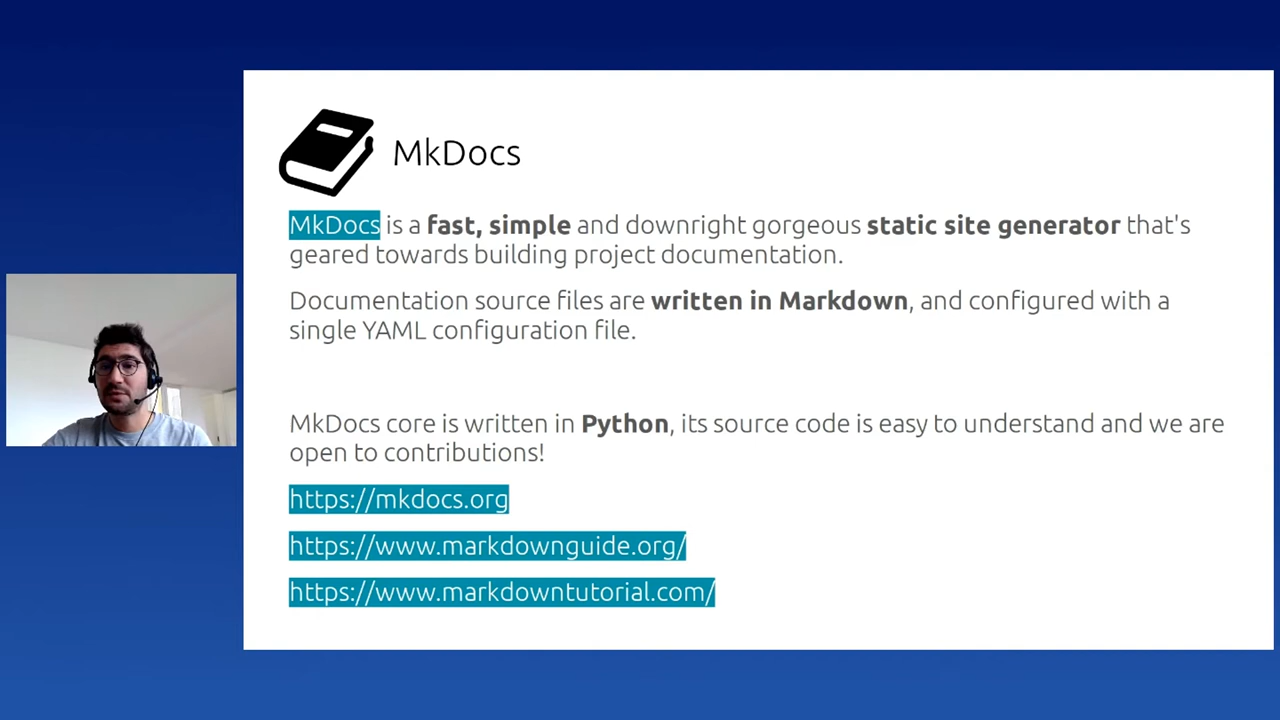 MkDocs
MkDocs is a fast, simple and downright gorgeous static site generator that's
geared towards building project documentation.
Documentation source files are written in Markdown, and configured with a
single YAML configuration file.
MkDocs core is written in Python, its source code is easy to understand and we are
open to contributions!
https://mkdocs.org
https://www.markdownguide.org/
https://www.markdowntutorial.com/